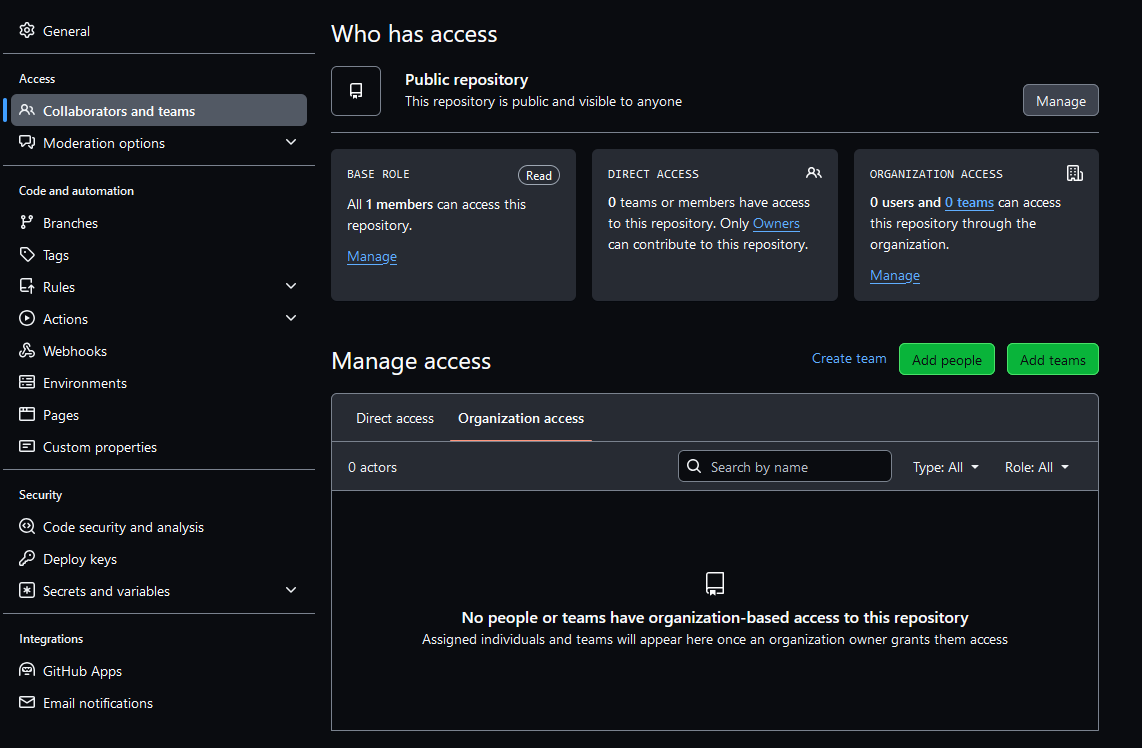 General
Access
Collaborators and teams
Moderation options
Code and automation
Branches
Tags
Rules
Actions
Webhooks
Environments
Pages
Custom properties
Security
Code security and analysis
Deploy keys
Secrets and variables
Integrations
GitHub Apps
Email notifications
Who has access
Public repository
This repository is public and visible to anyone
Manage
BASE ROLE
Read
All 1 members can access this
repository.
Manage
DIRECT ACCESS
0 teams or members have access
to this repository. Only Owners
can contribute to this repository.
ORGANIZATION ACCESS
0 users and 0 teams can access
this repository through the
organization.
Manage
Manage access
Create team
Add people
Add teams
Direct access
Organization access
0 actors
Search by name
Type: All
Role: All
No people or teams have organization-based access to this repository
Assigned individuals and teams will appear here once an organization owner grants them access